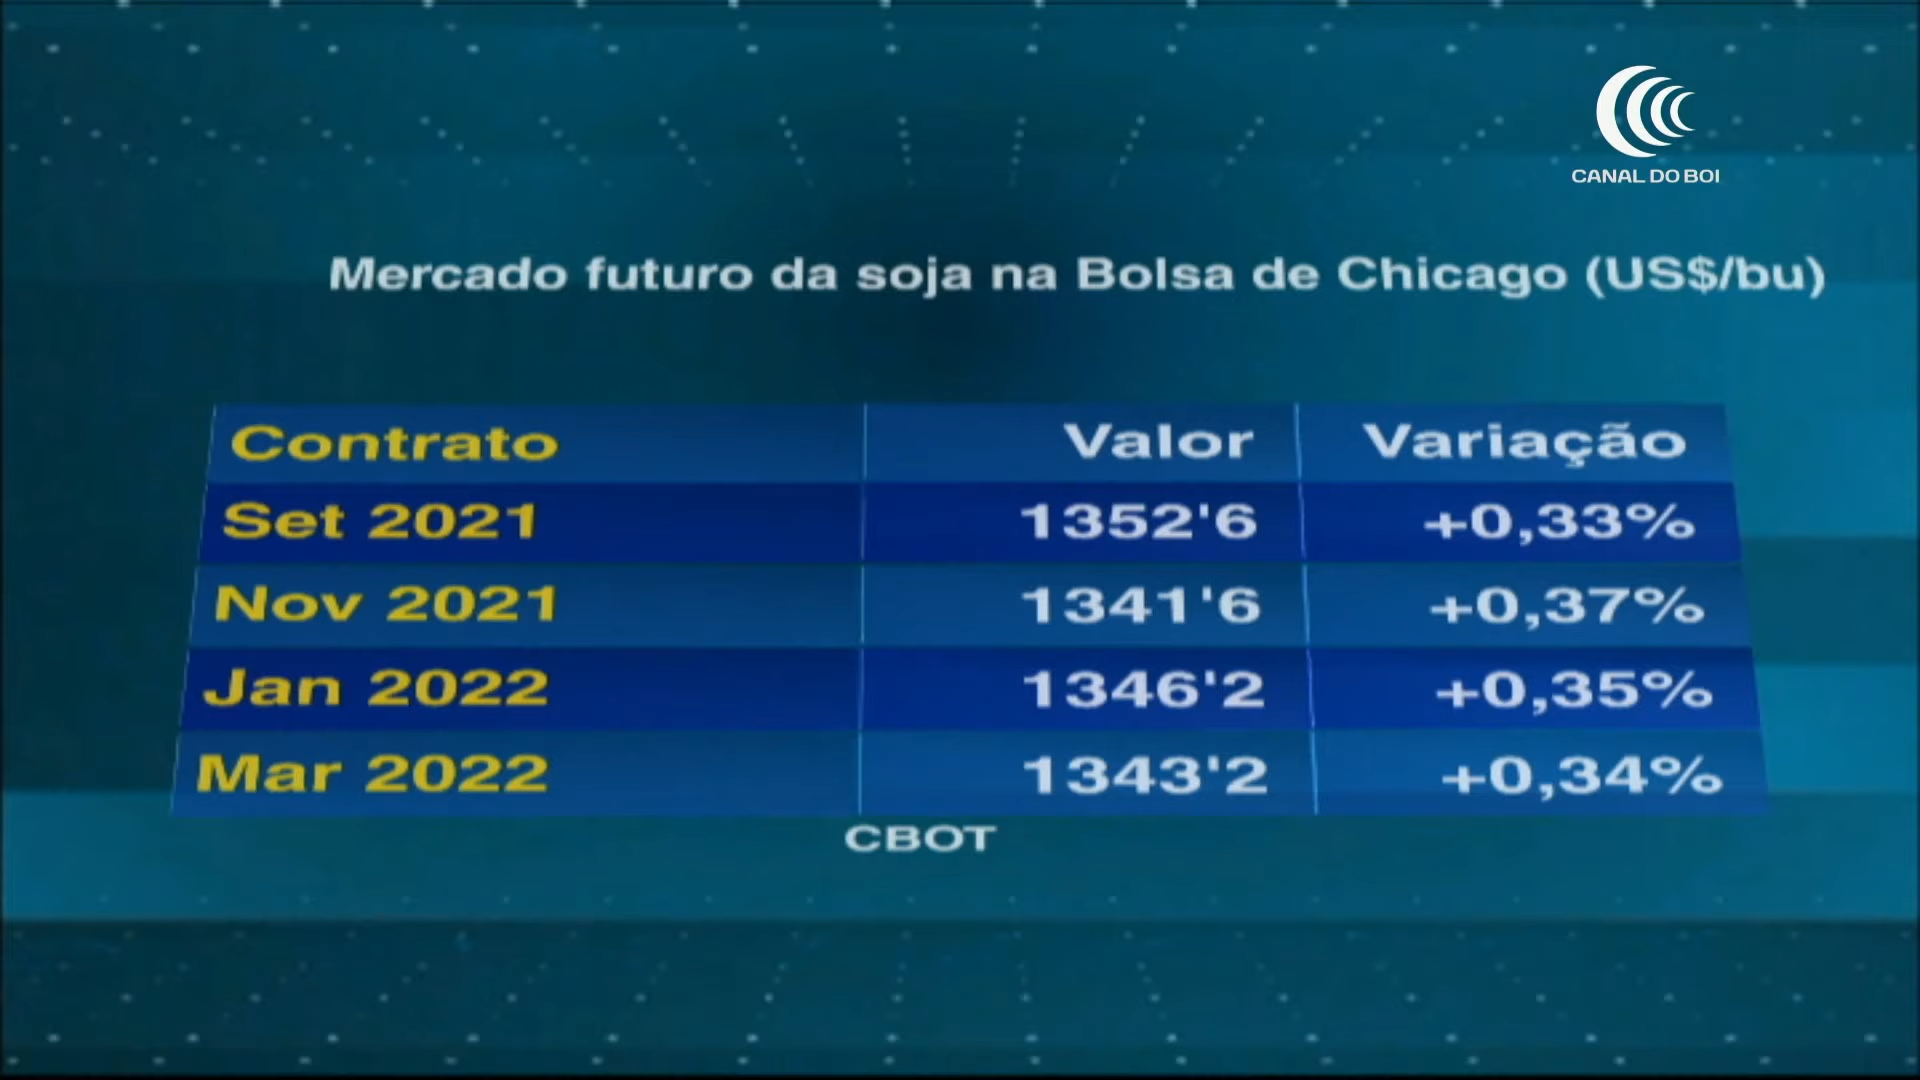 CANAL DO BOI
Mercado futuro da soja na Bolsa de Chicago (US$/bu)
Contrato Valor Variação
Set 2021 1352'6 +0,33%
Nov 2021 1341'6 +0,37%
Jan 2022 1346'2 +0,35%
Mar 2022 1343'2 +0,34%
CBOT